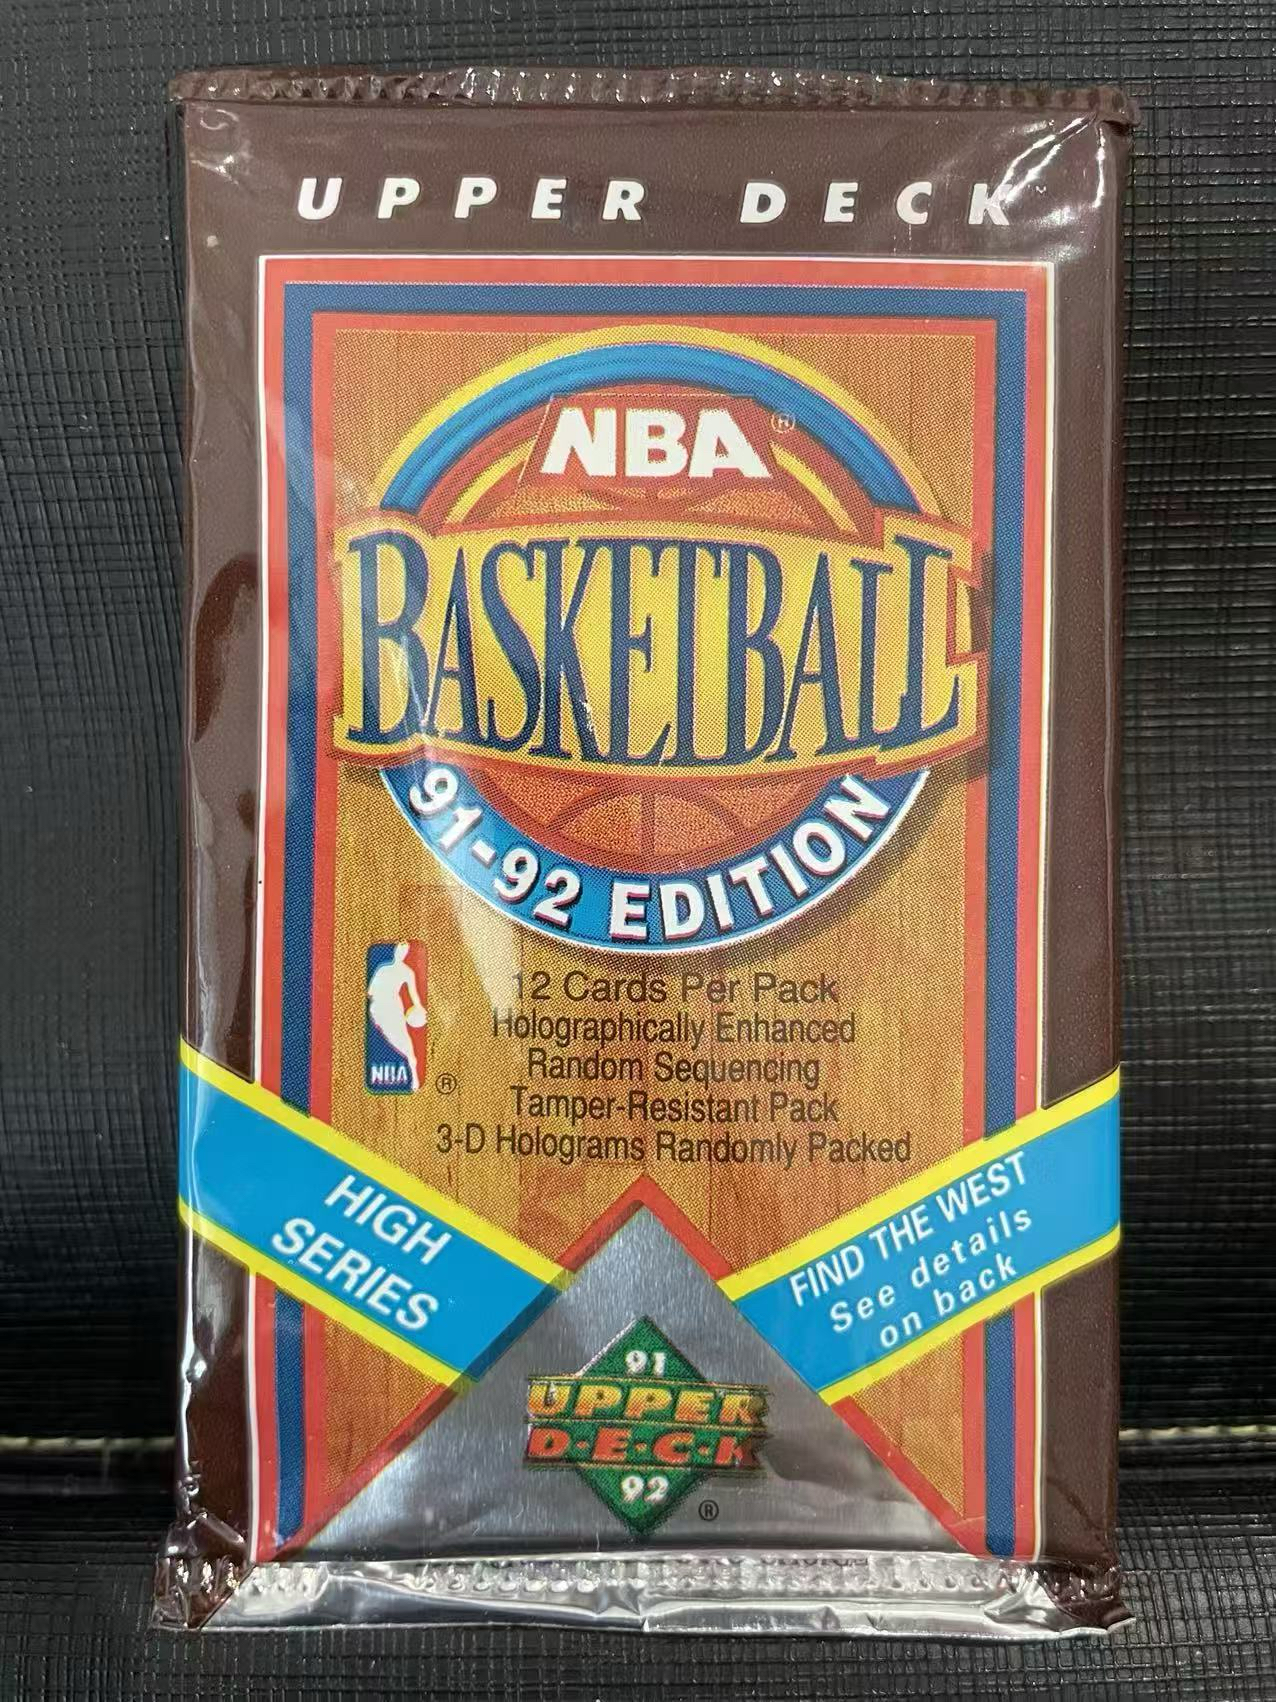 UPPER DECK™
NBA®
BASKETBALL
91-92 EDITION
12 Cards Per Pack
Holographically Enhanced
Random Sequencing
Tamper-Resistant Pack
3-D Holograms Randomly Packed
NBA
®
HIGH
SERIES
FIND THE WEST
See details
on back
91
UPPER
D·E·C·K
92
®